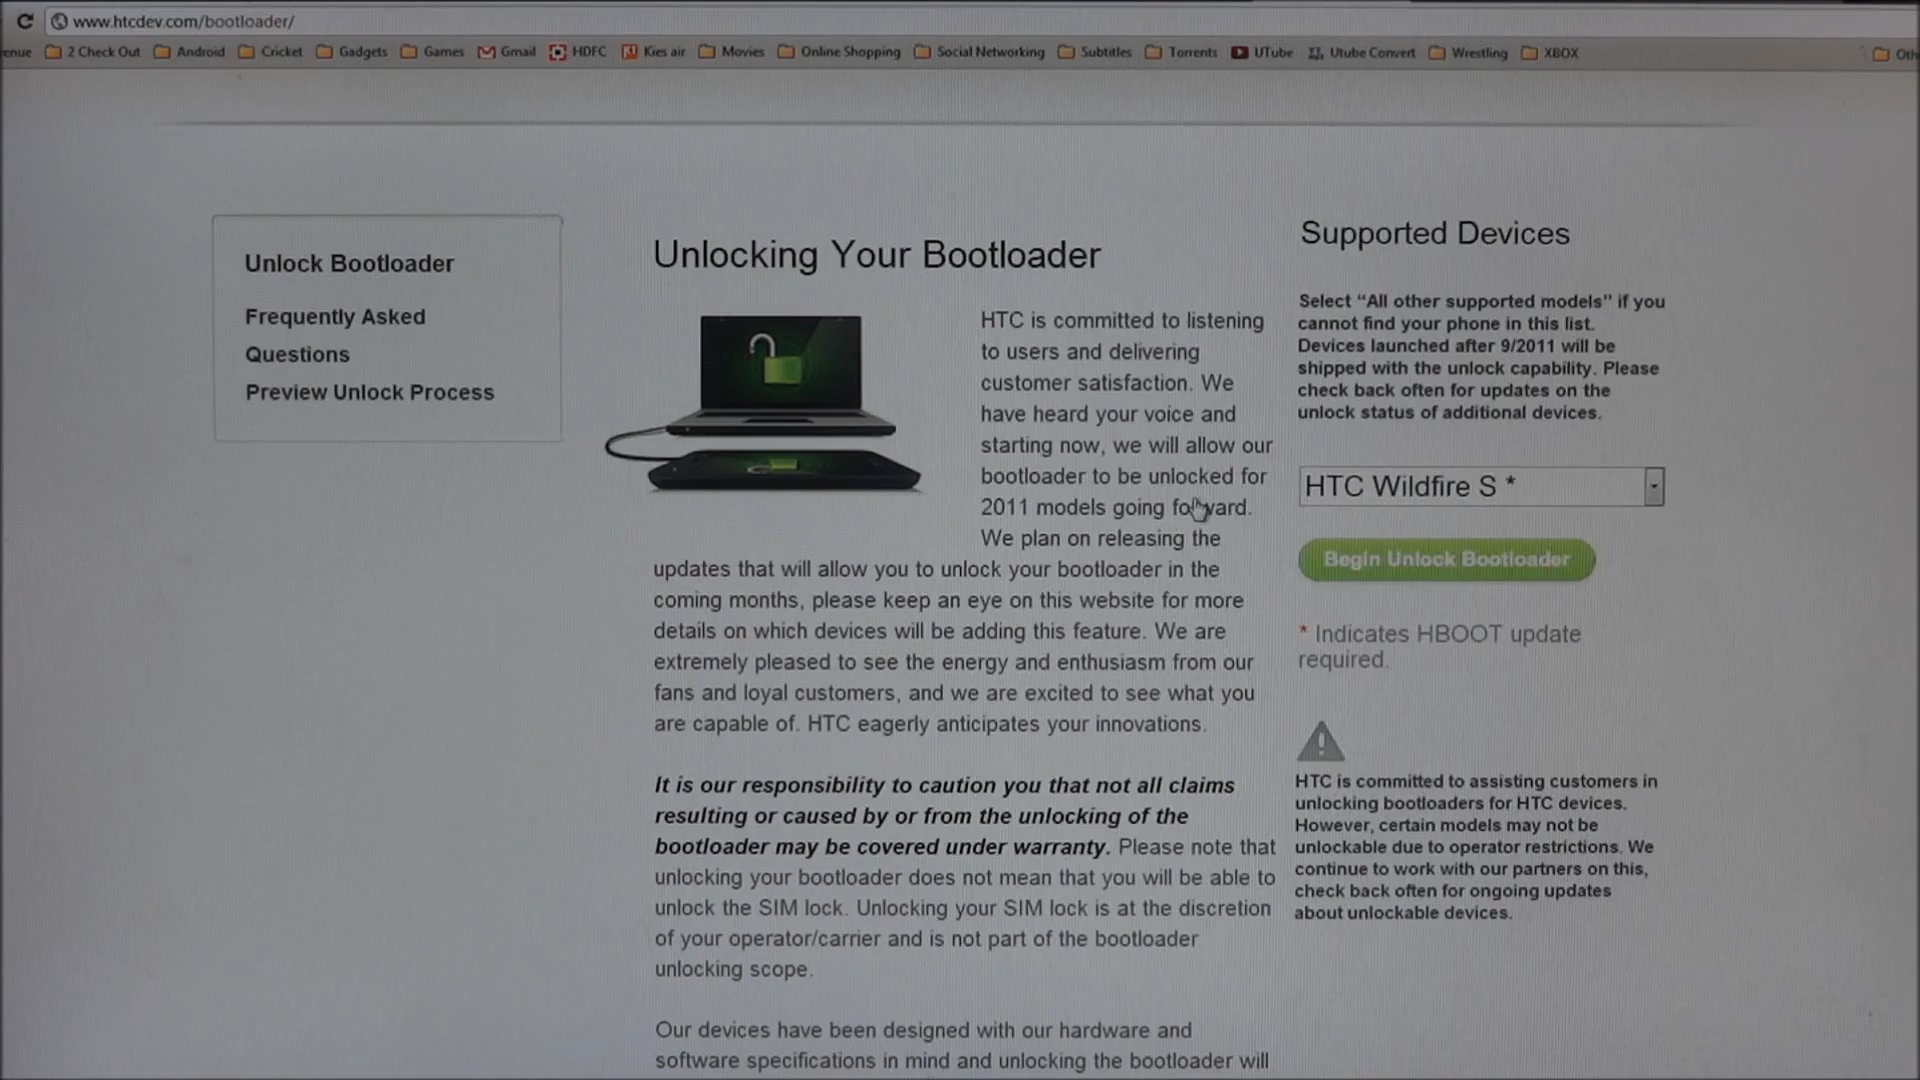 www.htcdev.com/bootloader/
enue 2 Check Out Android Cricket Gadgets Games Gmail HDFC Kies air Movies Online Shopping Social Networking Subtitles Torrents UTube Utube Convert Wrestling XBOX Oth
Unlock Bootloader
Frequently Asked
Questions
Preview Unlock Process
Unlocking Your Bootloader
HTC is committed to listening
to users and delivering
customer satisfaction. We
have heard your voice and
starting now, we will allow our
bootloader to be unlocked for
2011 models going forward.
We plan on releasing the
updates that will allow you to unlock your bootloader in the
coming months, please keep an eye on this website for more
details on which devices will be adding this feature. We are
extremely pleased to see the energy and enthusiasm from our
fans and loyal customers, and we are excited to see what you
are capable of. HTC eagerly anticipates your innovations.
It is our responsibility to caution you that not all claims
resulting or caused by or from the unlocking of the
bootloader may be covered under warranty. Please note that
unlocking your bootloader does not mean that you will be able to
unlock the SIM lock. Unlocking your SIM lock is at the discretion
of your operator/carrier and is not part of the bootloader
unlocking scope.
Our devices have been designed with our hardware and
software specifications in mind and unlocking the bootloader will
Supported Devices
Select “All other supported models” if you
cannot find your phone in this list.
Devices launched after 9/2011 will be
shipped with the unlock capability. Please
check back often for updates on the
unlock status of additional devices.
HTC Wildfire S *
Begin Unlock Bootloader
* Indicates HBOOT update
required.
HTC is committed to assisting customers in
unlocking bootloaders for HTC devices.
However, certain models may not be
unlockable due to operator restrictions. We
continue to work with our partners on this,
check back often for ongoing updates
about unlockable devices.